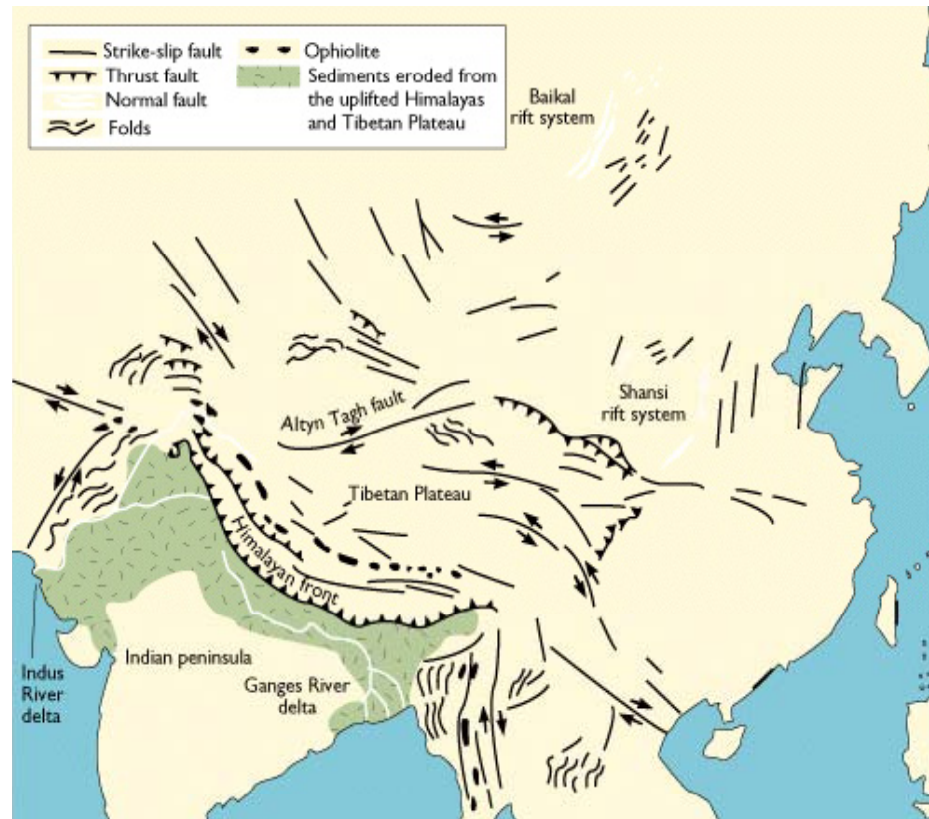 Strike-slip fault
Thrust fault
Normal fault
Folds
Ophiolite
Sediments eroded from
the uplifted Himalayas
and Tibetan Plateau
Baikal
rift system
Shansi
rift system
Altyn Tagh fault
Tibetan Plateau
Himalayan front
Indian peninsula
Ganges River
delta
Indus
River
delta